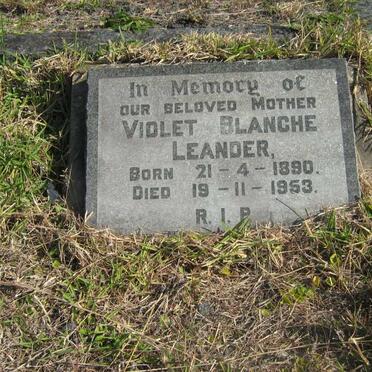 In Memory of
OUR BELOVED MOTHER
VIOLET BLANCHE
LEANDER,
BORN 21-4-1890.
DIED 19-11-1953.
R.I.P.